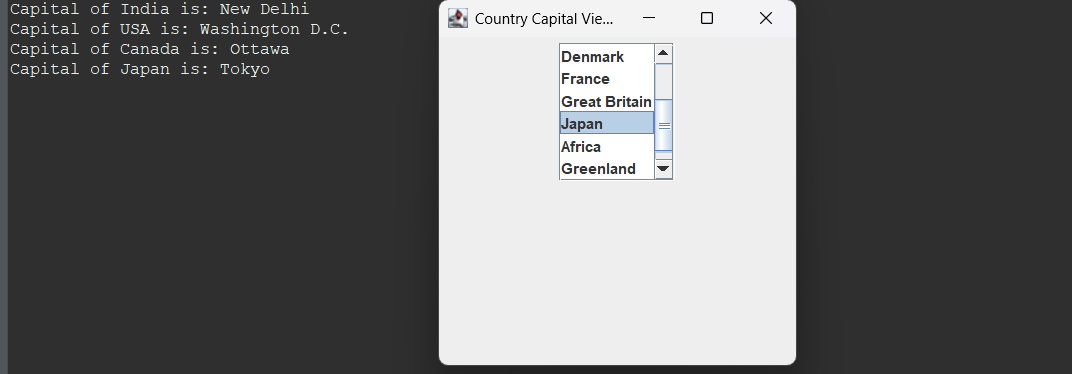 Capital of India is: New Delhi
Capital of USA is: Washington D.C.
Capital of Canada is: Ottawa
Capital of Japan is: Tokyo
Country Capital Vie...
Denmark
France
Great Britain
Japan
Africa
Greenland